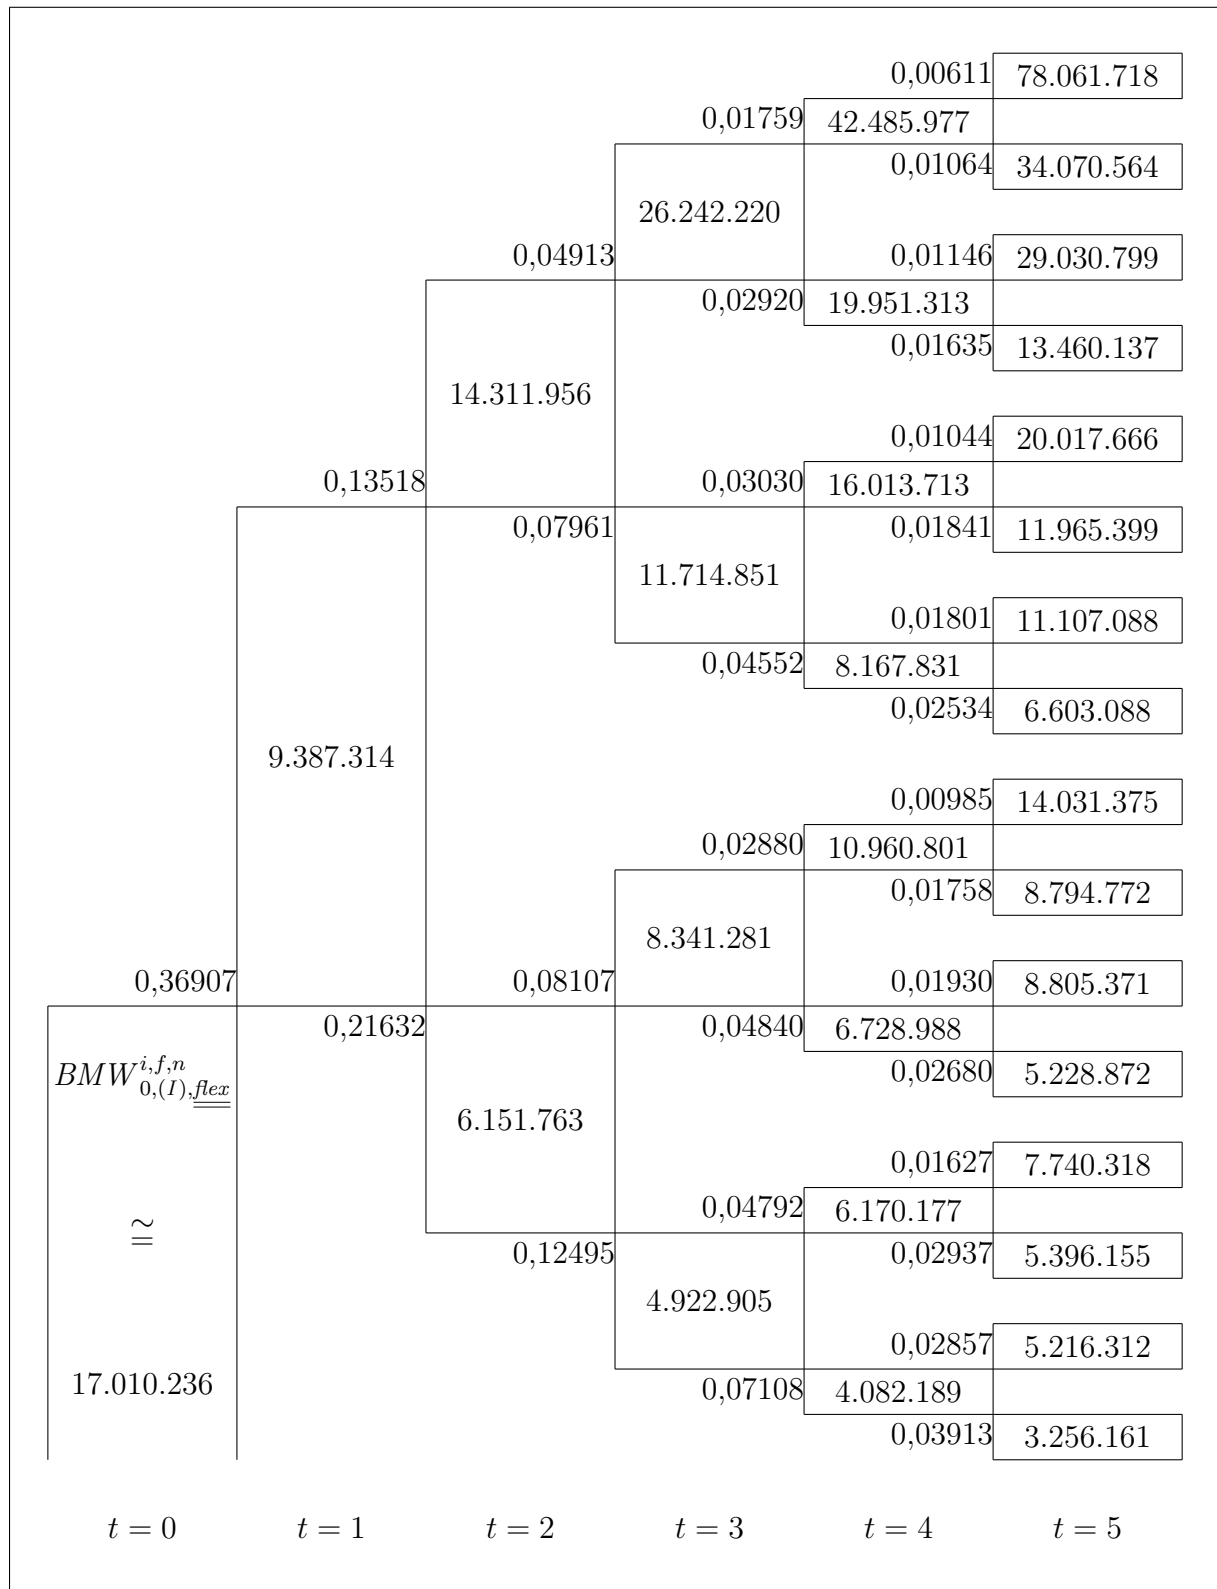 0,00611 78.061.718
0,01759 42.485.977
0,01064 34.070.564
26.242.220
0,04913 0,01146 29.030.799
0,02920 19.951.313
0,01635 13.460.137
14.311.956
0,01044 20.017.666
0,13518 0,03030 16.013.713
0,07961 0,01841 11.965.399
11.714.851
0,01801 11.107.088
0,04552 8.167.831
0,02534 6.603.088
9.387.314
0,00985 14.031.375
0,02880 10.960.801
0,01758 8.794.772
8.341.281
0,36907 0,08107 0,01930 8.805.371
0,21632 0,04840 6.728.988
BMW^{i,f,n}_{0,(I),flex} 0,02680 5.228.872
6.151.763
0,01627 7.740.318
0,04792 6.170.177
≅
0,12495 0,02937 5.396.155
4.922.905
0,02857 5.216.312
17.010.236 0,07108 4.082.189
0,03913 3.256.161
t = 0 t = 1 t = 2 t = 3 t = 4 t = 5